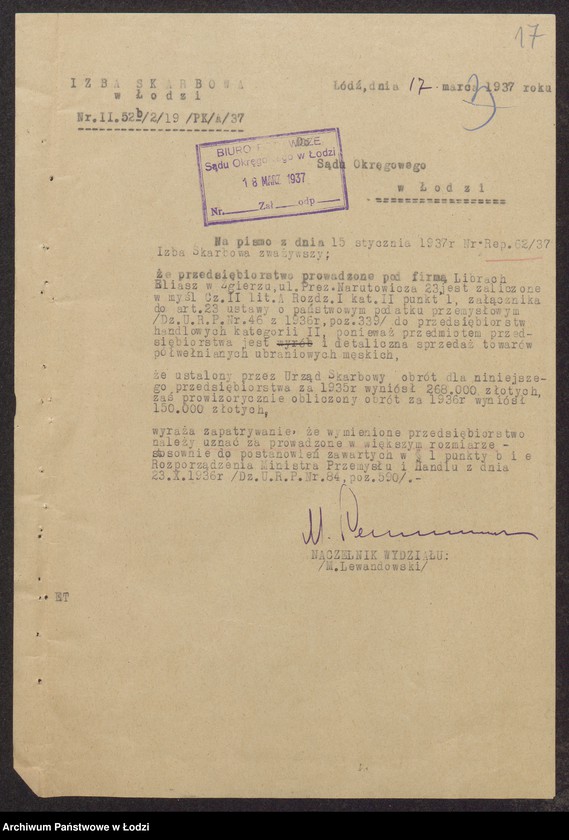 17
IZBA SKARBOWA
w Łodzi
Łódź, dnia 17 marca 1937 roku
Nr. II. 52b/2/19 /PK/A/37
BIURO
Sądu Okręgowego w Łodzi
18 MARZ 1937
Nr. Zał. odp
Do
Sądu Okręgowego
w Łodzi
Na pismo z dnia 15 stycznia 1937r Nr Rep. 62/37
Izba Skarbowa zważywszy;
że przedsiębiorstwo prowadzone pod firmą Librach
Eliasz w Zgierzu, ul. Prez. Narutowicza 23 jest zaliczone
w myśl Cz. II lit. A Rozdz. I kat. II punkt 1, załącznika
do art. 23 ustawy o państwowym podatku przemysłowym
/Dz.U.R.P. Nr. 46 z 1936r, poz. 339/ do przedsiębiorstw
handlowych kategorii II, ponieważ przedmiotem przed-
siębiorstwa jest wyrób i detaliczna sprzedaż towarów
półwełnianych ubraniowych męskich,
że ustalony przez Urząd Skarbowy obrót dla niniejsze-
go przedsiębiorstwa za 1935r wyniósł 268.000 złotych,
zaś prowizorycznie obliczony obrót za 1936r wyniósł
150.000 złotych,
wyraża zapatrywanie, że wymienione przedsiębiorstwo
należy uznać za prowadzone w większym rozmiarze -
stosownie do postanowień zawartych w § 1 punkty b i e
Rozporządzenia Ministra Przemysłu i Handlu z dnia
23.X.1936r /Dz.U.R.P. Nr. 84, poz. 590/.-
NACZELNIK WYDZIAŁU:
/M. Lewandowski/
ET
Archiwum Państwowe w Łodzi